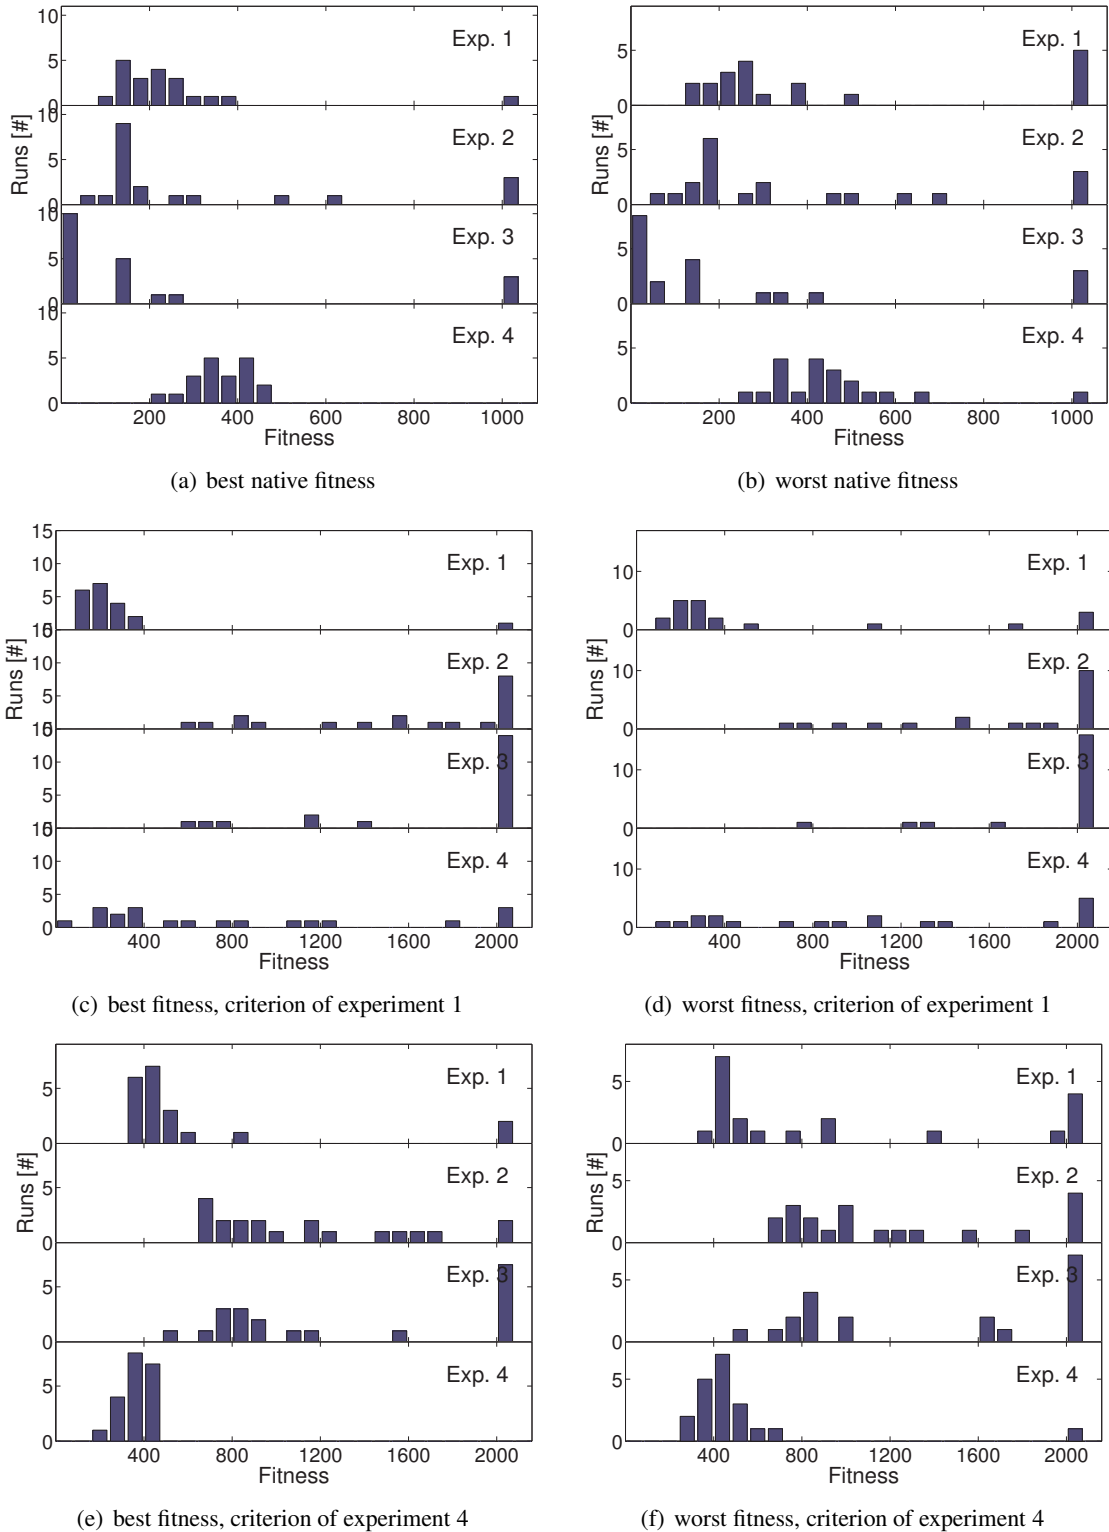 10
5
0
Exp. 1
10
5
0
Exp. 2
10
5
0
Exp. 3
10
5
0
Exp. 4
Runs [#]
200 400 600 800 1000
Fitness
(a) best native fitness
5
0
Exp. 1
5
0
Exp. 2
5
0
Exp. 3
5
0
Exp. 4
200 400 600 800 1000
Fitness
(b) worst native fitness
15
10
5
0
Exp. 1
15
10
5
0
Exp. 2
15
10
5
0
Exp. 3
15
10
5
0
Exp. 4
Runs [#]
400 800 1200 1600 2000
Fitness
(c) best fitness, criterion of experiment 1
10
0
Exp. 1
10
0
Exp. 2
10
0
Exp. 3
10
0
Exp. 4
Runs [#]
400 800 1200 1600 2000
Fitness
(d) worst fitness, criterion of experiment 1
5
0
Exp. 1
5
0
Exp. 2
5
0
Exp. 3
5
0
Exp. 4
Runs [#]
400 800 1200 1600 2000
Fitness
(e) best fitness, criterion of experiment 4
5
0
Exp. 1
5
0
Exp. 2
5
0
Exp. 3
5
0
Exp. 4
Runs [#]
400 800 1200 1600 2000
Fitness
(f) worst fitness, criterion of experiment 4